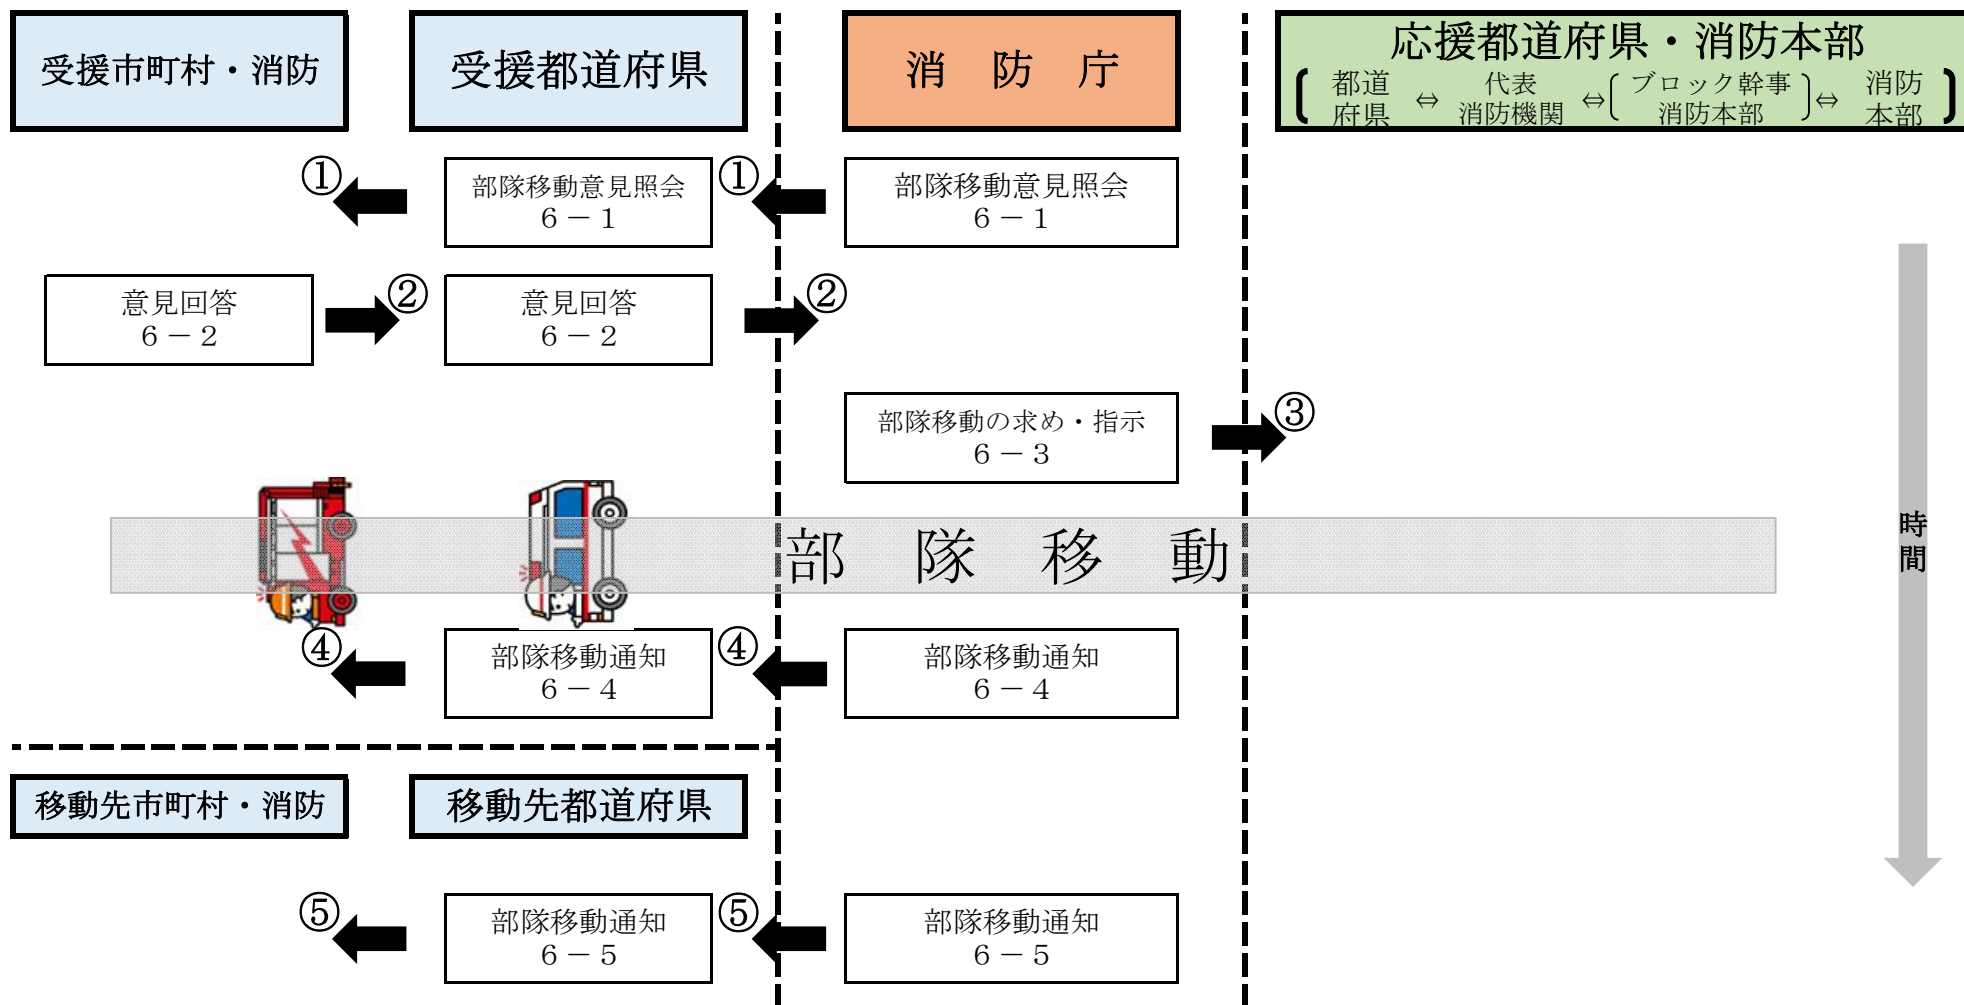 受援市町村・消防
受援都道府県
消　防　庁
応援都道府県・消防本部
都道府県 ⇔ 代表消防機関 ⇔ ブロック幹事消防本部 ⇔ 消防本部
①
部隊移動意見照会
６－１
①
部隊移動意見照会
６－１
意見回答
６－２
②
意見回答
６－２
②
部隊移動の求め・指示
６－３
③
部　隊　移　動
時間
④
部隊移動通知
６－４
④
部隊移動通知
６－４
移動先市町村・消防
移動先都道府県
⑤
部隊移動通知
６－５
⑤
部隊移動通知
６－５